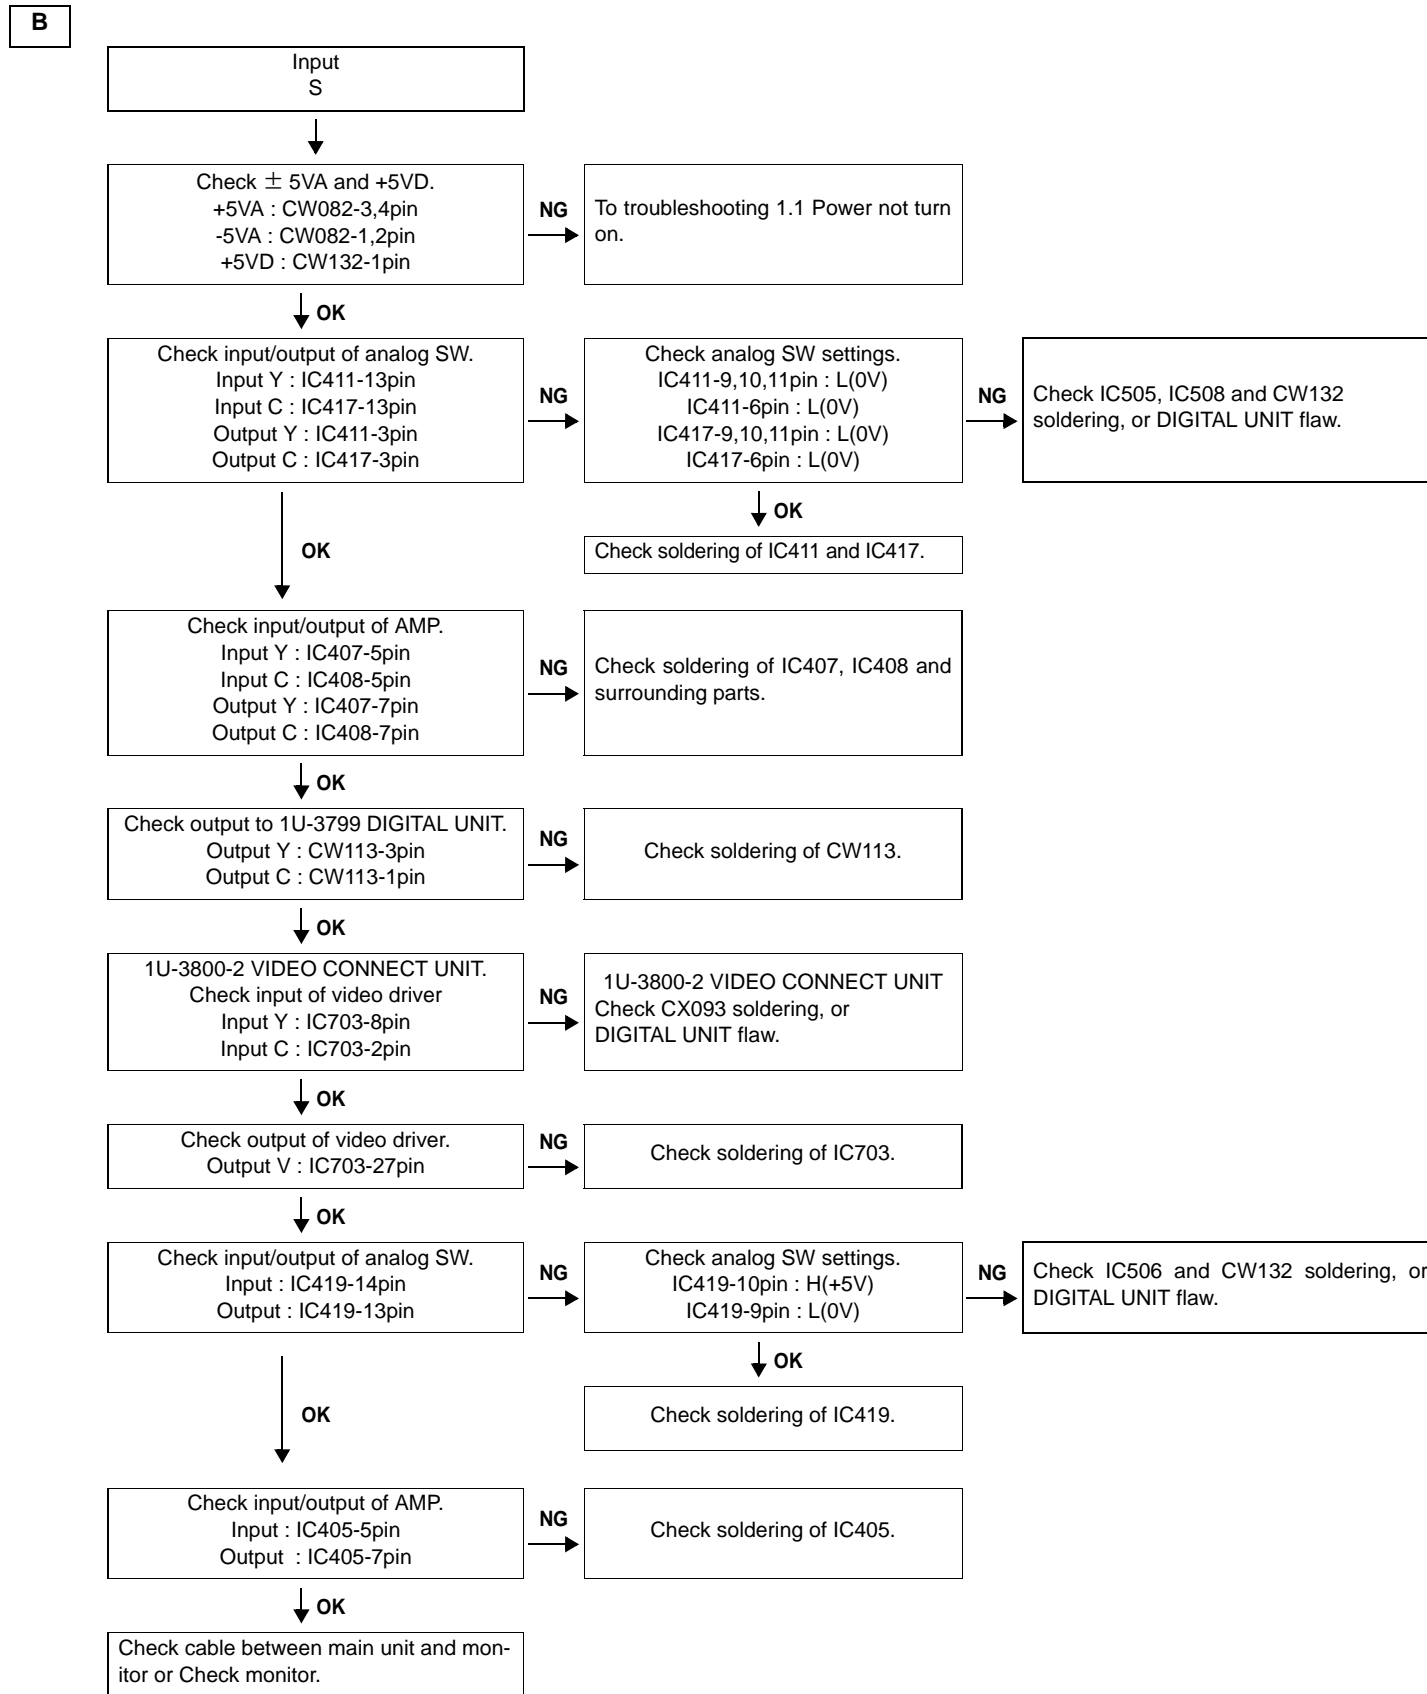 B
Input
S
Check ± 5VA and +5VD.
+5VA : CW082-3,4pin
-5VA : CW082-1,2pin
+5VD : CW132-1pin
NG
To troubleshooting 1.1 Power not turn
on.
OK
Check input/output of analog SW.
Input Y : IC411-13pin
Input C : IC417-13pin
Output Y : IC411-3pin
Output C : IC417-3pin
NG
Check analog SW settings.
IC411-9,10,11pin : L(0V)
IC411-6pin : L(0V)
IC417-9,10,11pin : L(0V)
IC417-6pin : L(0V)
NG
Check IC505, IC508 and CW132
soldering, or DIGITAL UNIT flaw.
OK
Check soldering of IC411 and IC417.
OK
Check input/output of AMP.
Input Y : IC407-5pin
Input C : IC408-5pin
Output Y : IC407-7pin
Output C : IC408-7pin
NG
Check soldering of IC407, IC408 and
surrounding parts.
OK
Check output to 1U-3799 DIGITAL UNIT.
Output Y : CW113-3pin
Output C : CW113-1pin
NG
Check soldering of CW113.
OK
1U-3800-2 VIDEO CONNECT UNIT.
Check input of video driver
Input Y : IC703-8pin
Input C : IC703-2pin
NG
1U-3800-2 VIDEO CONNECT UNIT
Check CX093 soldering, or
DIGITAL UNIT flaw.
OK
Check output of video driver.
Output V : IC703-27pin
NG
Check soldering of IC703.
OK
Check input/output of analog SW.
Input : IC419-14pin
Output : IC419-13pin
NG
Check analog SW settings.
IC419-10pin : H(+5V)
IC419-9pin : L(0V)
NG
Check IC506 and CW132 soldering, or
DIGITAL UNIT flaw.
OK
Check soldering of IC419.
OK
Check input/output of AMP.
Input : IC405-5pin
Output : IC405-7pin
NG
Check soldering of IC405.
OK
Check cable between main unit and mon-
itor or Check monitor.